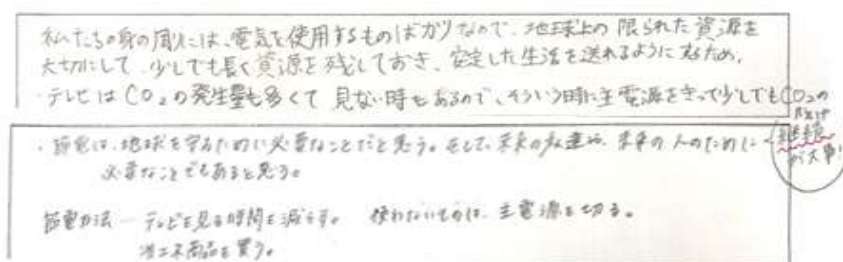 私たちの身の周りには、電気を使用するものばかりなので、地球上の限られた資源を
大切にして、少しでも長く資源を残しておき、安定した生活を送れるようにするため。
・テレビはCO₂の発生量も多くて見ない時もあるので、そういう時に主電源をきって少しでもCO₂の
・節電は、地球を守るために必要なことだと思う。そして、未来の私達や、未来の人のために
必要なことでもあると思う。
継続
が大事!
節電方法ーテレビを見る時間を減らす。使わないものは、主電源を切る。
省エネ商品を買う。